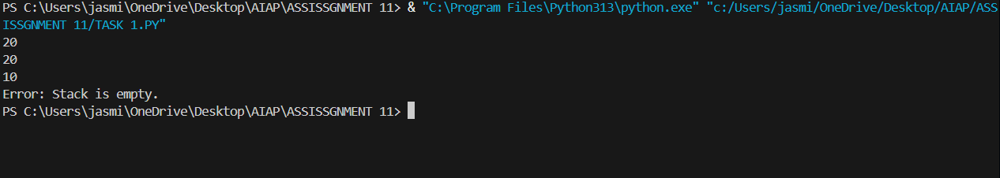 PS C:\Users\jasmi\OneDrive\Desktop\AIAP\ASSISSGNMENT 11> & "C:\Program Files\Python313\python.exe" "c:/Users/jasmi/OneDrive/Desktop/AIAP/ASS
ISSGNMENT 11/TASK 1.PY"
20
20
10
Error: Stack is empty.
PS C:\Users\jasmi\OneDrive\Desktop\AIAP\ASSISSGNMENT 11>